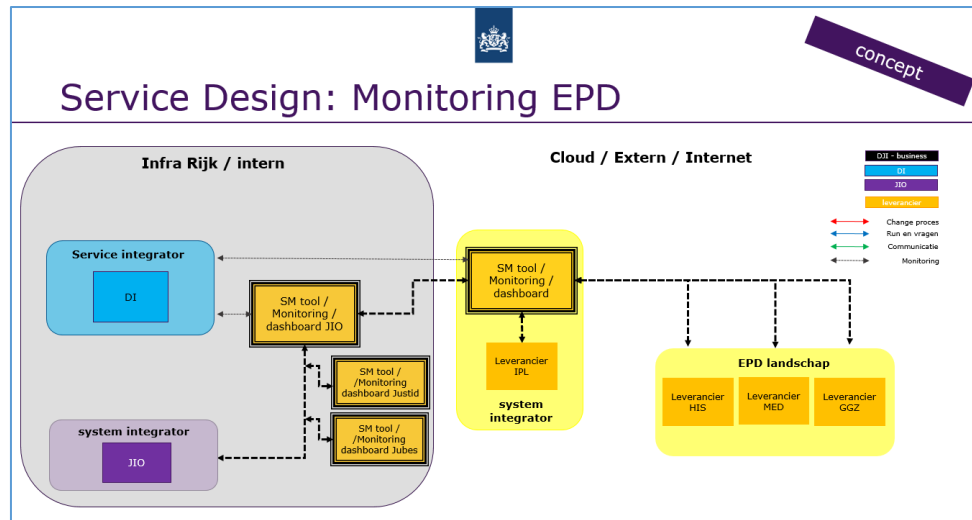 concept
Service Design: Monitoring EPD
Infra Rijk / intern
Cloud / Extern / Internet
DJI - business
DI
JIO
leverancier
Change proces
Run en vragen
Communicatie
Monitoring
Service integrator
DI
SM tool /
Monitoring /
dashboard JIO
SM tool /
/Monitoring
dashboard Justid
SM tool /
/Monitoring
dashboard Jubes
system integrator
JIO
SM tool /
Monitoring /
dashboard
Leverancier
IPL
system
integrator
EPD landschap
Leverancier
HIS
Leverancier
MED
Leverancier
GGZ